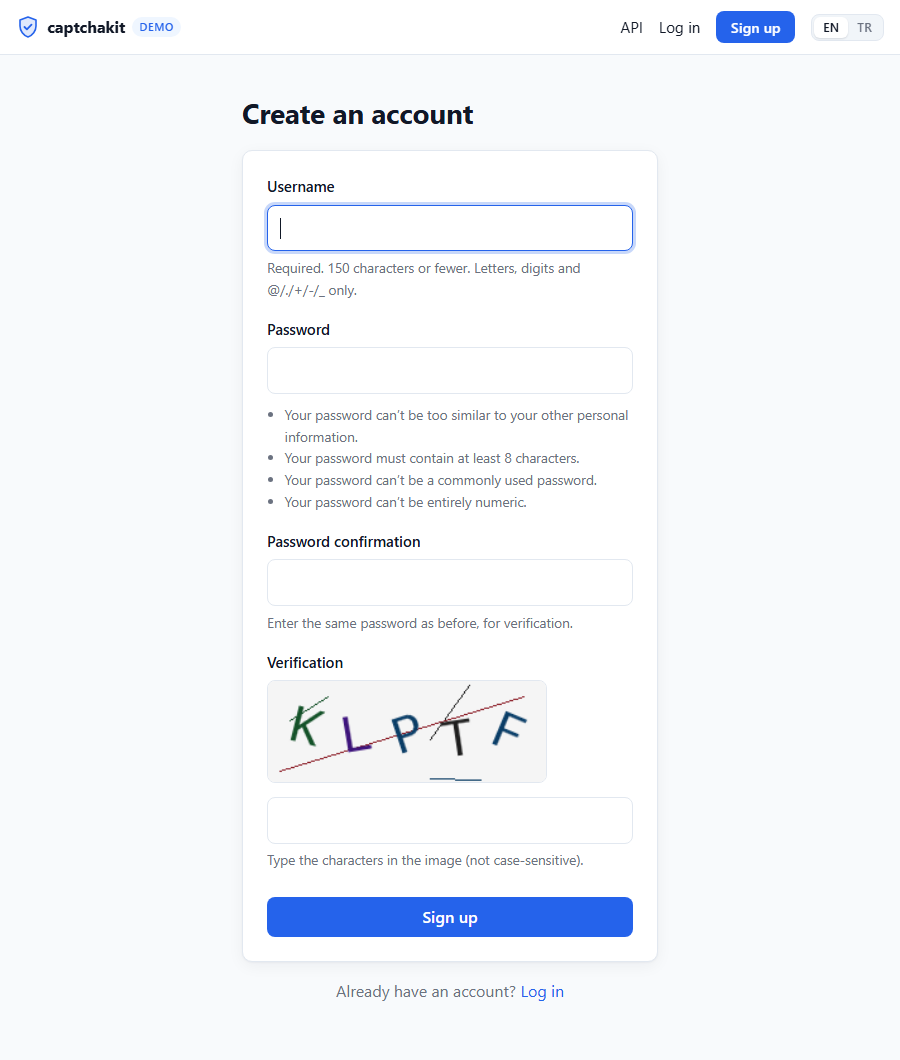 captchakit DEMO API Log in Sign up EN TR
Create an account
Username
Required. 150 characters or fewer. Letters, digits and
@/./+/-/_ only.
Password
Your password can't be too similar to your other personal
information.
Your password must contain at least 8 characters.
Your password can't be a commonly used password.
Your password can't be entirely numeric.
Password confirmation
Enter the same password as before, for verification.
Verification
K L P T F
Type the characters in the image (not case-sensitive).
Sign up
Already have an account? Log in